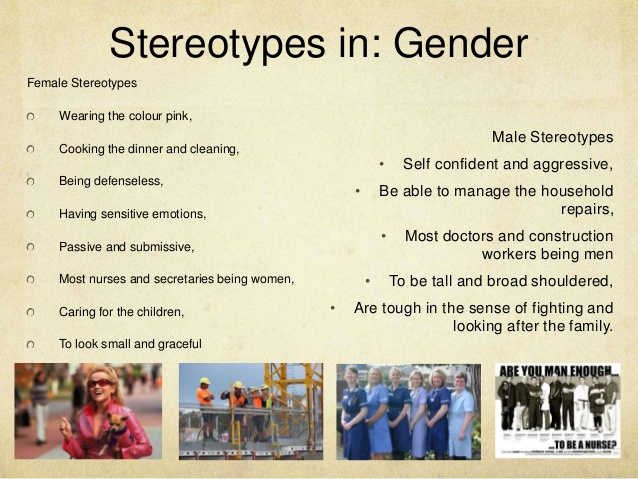 Stereotypes in: Gender
Female Stereotypes
Wearing the colour pink,
Cooking the dinner and cleaning,
Being defenseless,
Having sensitive emotions,
Passive and submissive,
Most nurses and secretaries being women,
Caring for the children,
To look small and graceful
Male Stereotypes
• Self confident and aggressive,
• Be able to manage the household
repairs,
• Most doctors and construction
workers being men
• To be tall and broad shouldered,
• Are tough in the sense of fighting and
looking after the family.
ARE YOU MAN ENOUGH...
...TO BE A NURSE?